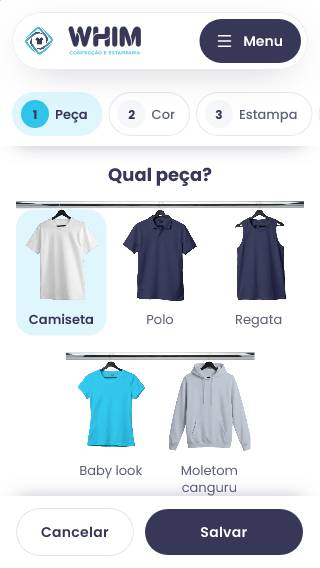 WHIM
CONFECÇÃO E ESTAMPARIA
Menu
1 Peça
2 Cor
3 Estampa
Qual peça?
Camiseta
Polo
Regata
Baby look
Moletom
canguru
Cancelar
Salvar